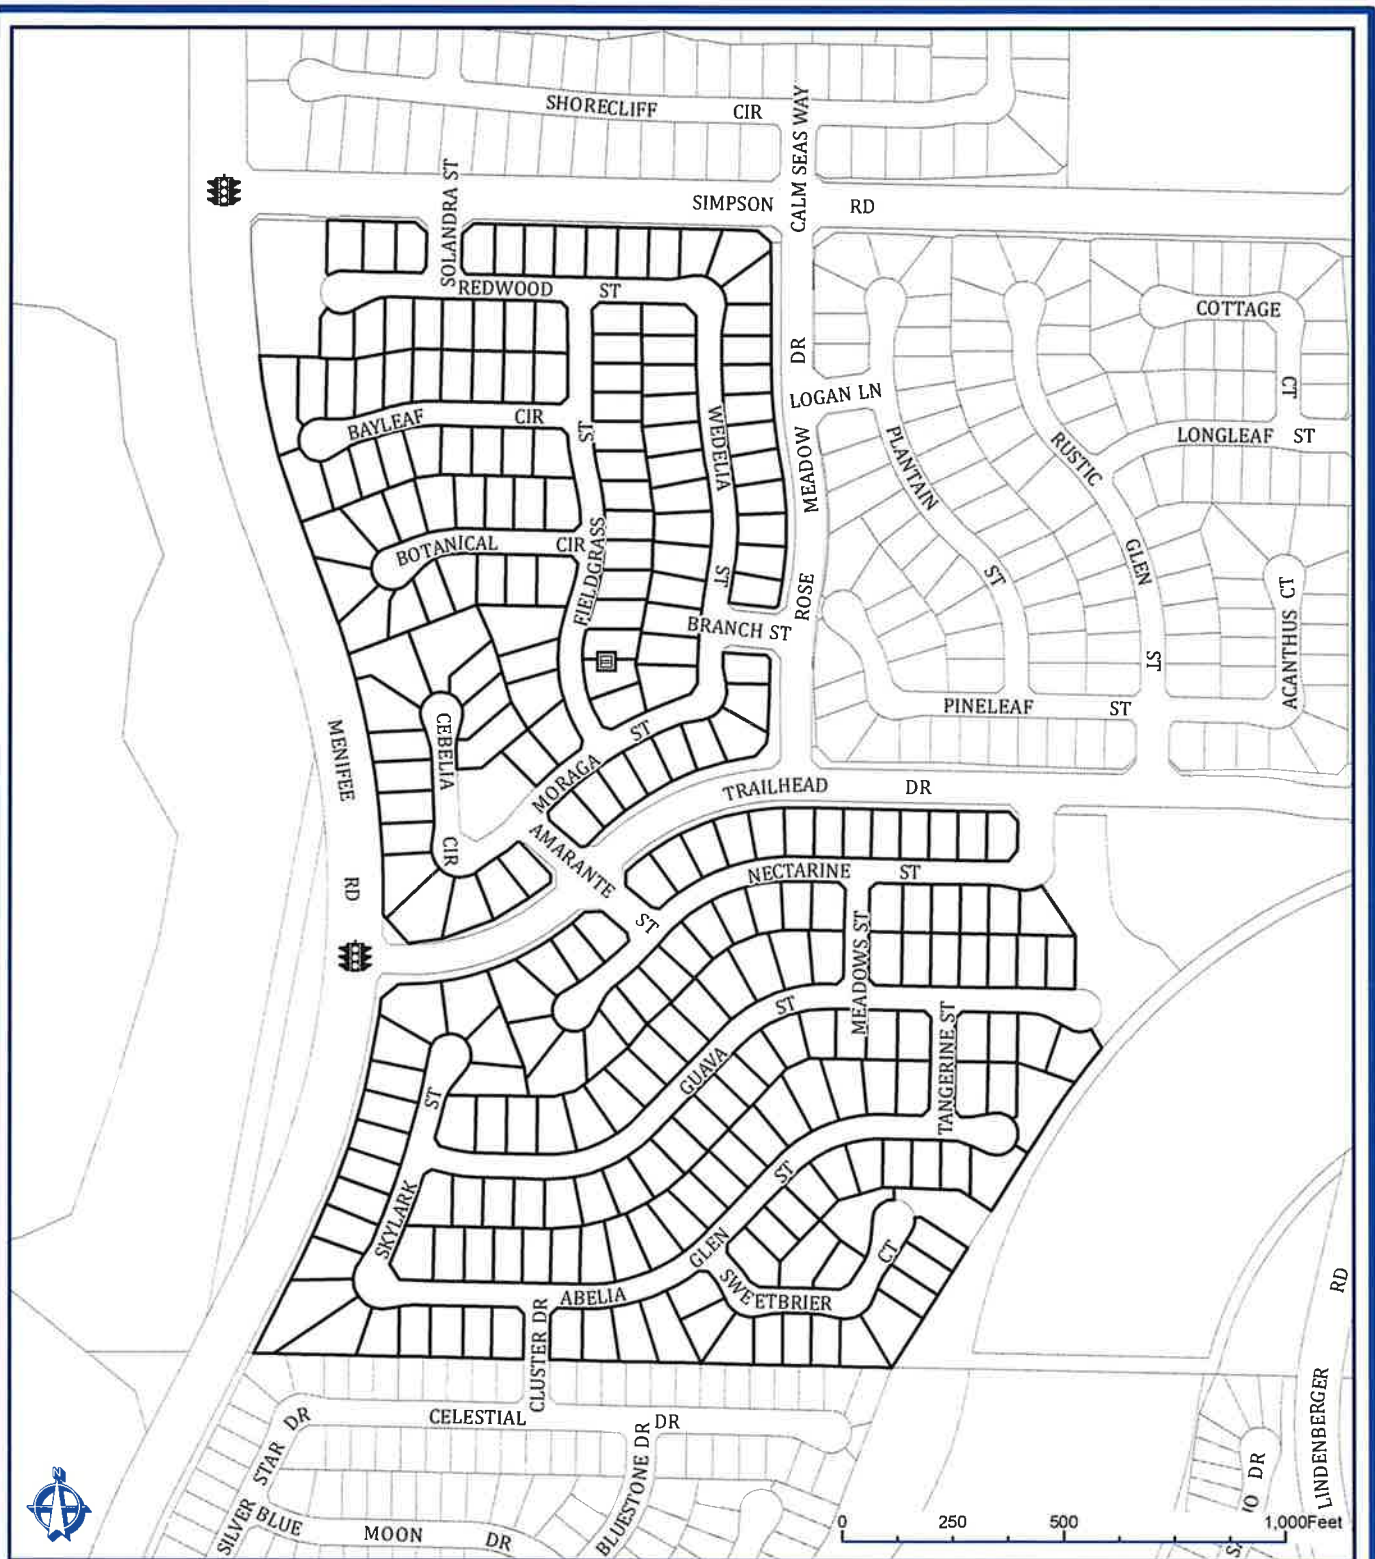 SHORECLIFF CIR
CALM SEAS WAY
SOLANDRA ST
SIMPSON RD
REDWOOD ST
COTTAGE CT
DR
LOGAN LN
BAYLEAF CIR
ST
WEDELIA ST
ROSE MEADOW
PLANTAIN ST
RUSTIC GLEN ST
LONGLEAF ST
BOTANICAL CIR
FIELDGRASS
BRANCH ST
ACANTHUS CT
PINELEAF ST
MENIFEE RD
CEBELIA CIR
MORAGA ST
TRAILHEAD DR
AMARANTE ST
NECTARINE ST
MEADOWS ST
GUAVA ST
TANGERINE ST
SKYLARK ST
GLEN ST
ABELIA
SWEETBRIER CT
CLUSTER DR
CELESTIAL DR
SILVER STAR DR
BLUE MOON DR
BLUESTONE DR
DR
LINDENBERGER RD
N
0 250 500 1,000Feet